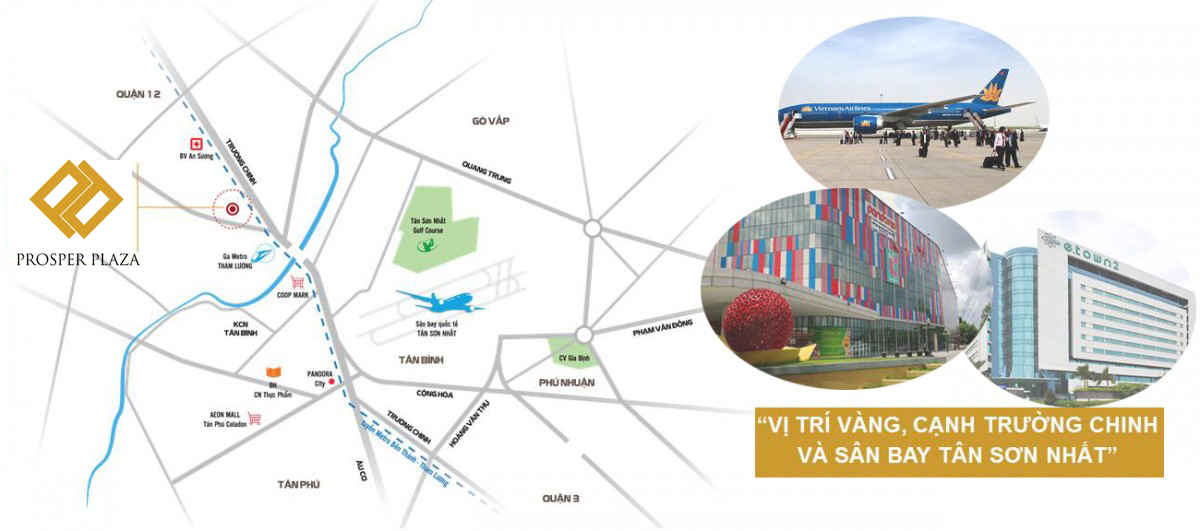 QUẬN 12
BV An Sương
TRƯỜNG CHINH
PROSPER PLAZA
Ga Metro
THAM LƯƠNG
COOP MARK
KCN
TÂN BÌNH
GÒ VẤP
QUANG TRUNG
Tân Sơn Nhất
Golf Course
Sân bay quốc tế
TÂN SƠN NHẤT
PHẠM VĂN ĐỒNG
TÂN BÌNH
CV Gia Định
PHÚ NHUẬN
PANDORA
City
ĐH
CN Thực Phẩm
CỘNG HÒA
HOÀNG VĂN THỤ
AEON MALL
Tân Phú Celadon
TRƯỜNG CHINH
tuyến Metro Bến Thành - Tham Lương
ÂU CƠ
TÂN PHÚ
QUẬN 3
Vietnam Airlines
pandora
e.town2
“VỊ TRÍ VÀNG, CẠNH TRƯỜNG CHINH
VÀ SÂN BAY TÂN SƠN NHẤT”